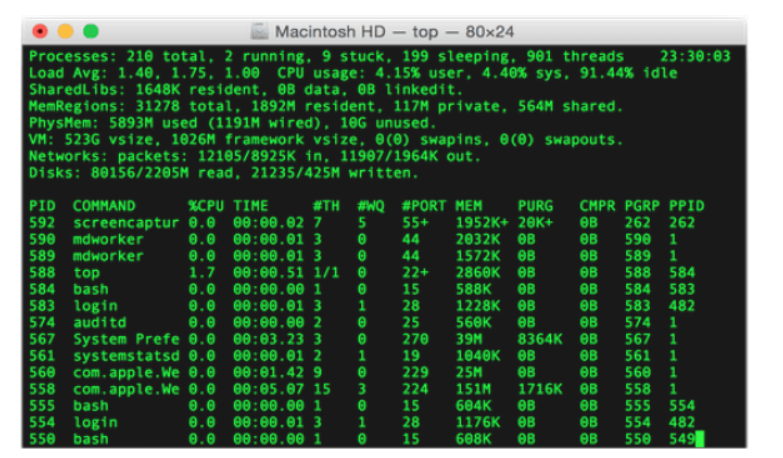 Macintosh HD — top — 80×24
Processes: 210 total, 2 running, 9 stuck, 199 sleeping, 901 threads 23:30:03
Load Avg: 1.40, 1.75, 1.00 CPU usage: 4.15% user, 4.40% sys, 91.44% idle
SharedLibs: 1648K resident, 0B data, 0B linkedit.
MemRegions: 31278 total, 1892M resident, 117M private, 564M shared.
PhysMem: 5893M used (1191M wired), 10G unused.
VM: 523G vsize, 1026M framework vsize, 0(0) swapins, 0(0) swapouts.
Networks: packets: 12105/8925K in, 11907/1964K out.
Disks: 80156/2205M read, 21235/425M written.
PID COMMAND %CPU TIME #TH #WQ #PORT MEM PURG CMPR PGRP PPID
592 screencaptur 0.0 00:00.02 7 5 55+ 1952K+ 20K+ 0B 262 262
590 mdworker 0.0 00:00.01 3 0 44 2032K 0B 0B 590 1
589 mdworker 0.0 00:00.01 3 0 44 1572K 0B 0B 589 1
588 top 1.7 00:00.51 1/1 0 22+ 2860K 0B 0B 588 584
584 bash 0.0 00:00.00 1 0 15 588K 0B 0B 584 583
583 login 0.0 00:00.01 3 1 28 1228K 0B 0B 583 482
574 auditd 0.0 00:00.00 2 0 25 560K 0B 0B 574 1
567 System Prefe 0.0 00:03.23 3 0 270 39M 8364K 0B 567 1
561 systemstatsd 0.0 00:00.01 2 1 19 1040K 0B 0B 561 1
560 com.apple.We 0.0 00:01.42 9 0 229 25M 0B 0B 560 1
558 com.apple.We 0.0 00:05.07 15 3 224 151M 1716K 0B 558 1
555 bash 0.0 00:00.00 1 0 15 604K 0B 0B 555 554
554 login 0.0 00:00.01 3 1 28 1176K 0B 0B 554 482
550 bash 0.0 00:00.00 1 0 15 608K 0B 0B 550 549